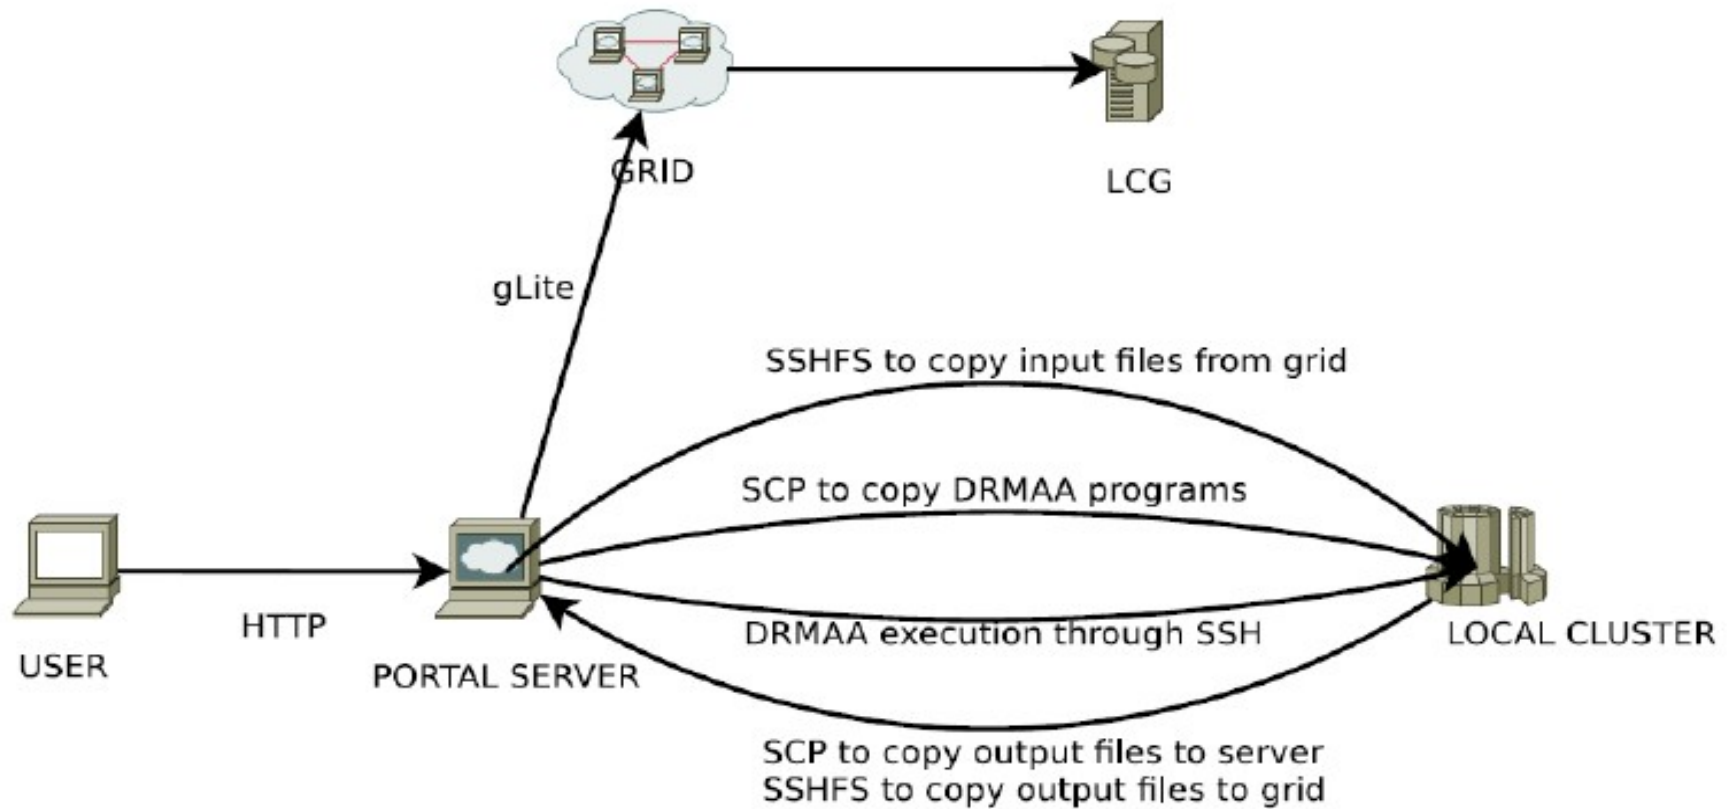 GRID
LCG
gLite
SSHFS to copy input files from grid
SCP to copy DRMAA programs
HTTP
DRMAA execution through SSH
LOCAL CLUSTER
USER
PORTAL SERVER
SCP to copy output files to server
SSHFS to copy output files to grid